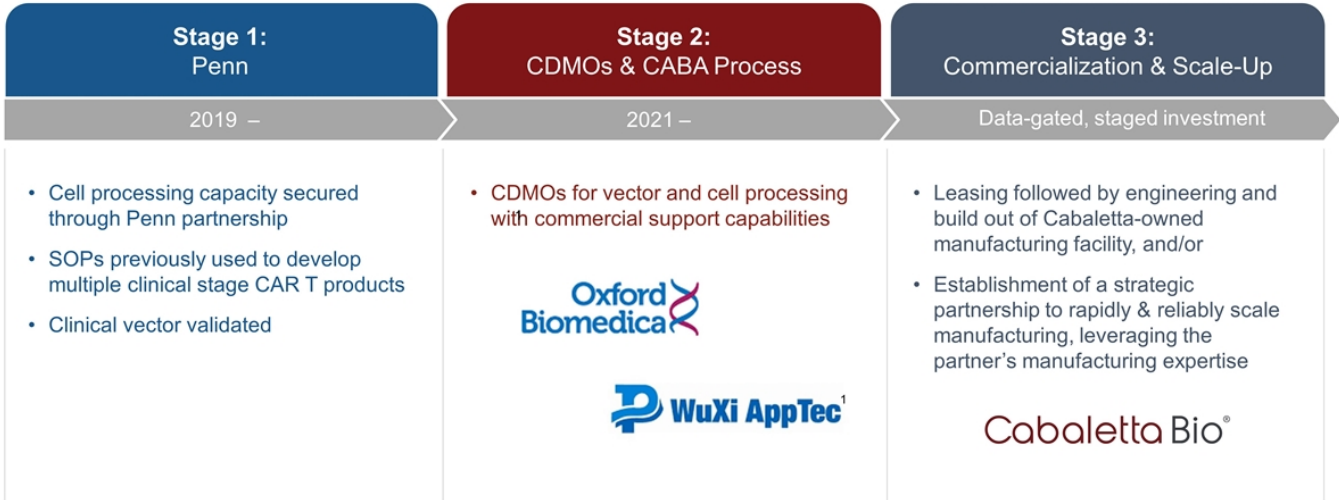 Stage 1:
Penn
2019 –
• Cell processing capacity secured
through Penn partnership
• SOPs previously used to develop
multiple clinical stage CAR T products
• Clinical vector validated
Stage 2:
CDMOs & CABA Process
2021 –
• CDMOs for vector and cell processing
with commercial support capabilities
Oxford
Biomedica
WuXi AppTec¹
Stage 3:
Commercialization & Scale-Up
Data-gated, staged investment
• Leasing followed by engineering and
build out of Cabaletta-owned
manufacturing facility, and/or
• Establishment of a strategic
partnership to rapidly & reliably scale
manufacturing, leveraging the
partner’s manufacturing expertise
Cabaletta Bio®